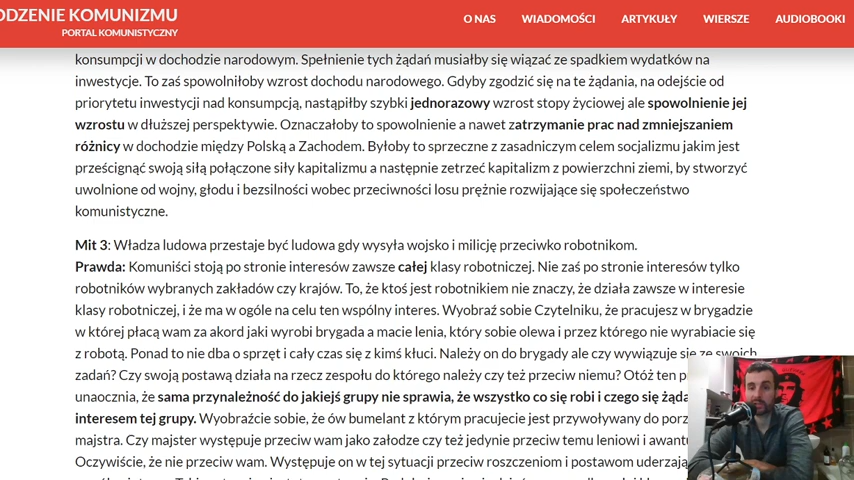 ODZENIE KOMUNIZMU
PORTAL KOMUNISTYCZNY
O NAS WIADOMOŚCI ARTYKUŁY WIERSZE AUDIOBOOKI
konsumpcji w dochodzie narodowym. Spełnienie tych żądań musiałby się wiązać ze spadkiem wydatków na
inwestycje. To zaś spowolniłoby wzrost dochodu narodowego. Gdyby zgodzić się na te żądania, na odejście od
priorytetu inwestycji nad konsumpcją, nastąpiłby szybki jednorazowy wzrost stopy życiowej ale spowolnienie jej
wzrostu w dłuższej perspektywie. Oznaczałoby to spowolnienie a nawet zatrzymanie prac nad zmniejszaniem
różnicy w dochodzie między Polską a Zachodem. Byłoby to sprzeczne z zasadniczym celem socjalizmu jakim jest
prześcignąć swoją siłą połączone siły kapitalizmu a następnie zetrzeć kapitalizm z powierzchni ziemi, by stworzyć
uwolnione od wojny, głodu i bezsilności wobec przeciwności losu prężnie rozwijające się społeczeństwo
komunistyczne.
Mit 3: Władza ludowa przestaje być ludowa gdy wysyła wojsko i milicję przeciwko robotnikom.
Prawda: Komuniści stoją po stronie interesów zawsze całej klasy robotniczej. Nie zaś po stronie interesów tylko
robotników wybranych zakładów czy krajów. To, że ktoś jest robotnikiem nie znaczy, że działa zawsze w interesie
klasy robotniczej, i że ma w ogóle na celu ten wspólny interes. Wyobraź sobie Czytelniku, że pracujesz w brygadzie
w której płacą wam za akord jaki wyrobi brygada a macie lenia, który sobie olewa i przez którego nie wyrabiacie się
z robotą. Ponad to nie dba o sprzęt i cały czas się z kimś kłuci. Należy on do brygady ale czy wywiązuje się ze swoich
zadań? Czy swoją postawą działa na rzecz zespołu do którego należy czy też przeciw niemu? Otóż ten
unaocznia, że sama przynależność do jakiejś grupy nie sprawia, że wszystko co się robi i czego się żąda
interesem tej grupy. Wyobraźcie sobie, że ów bumelant z którym pracujecie jest przywoływany do
majstra. Czy majster występuje przeciw wam jako załodze czy też jedynie przeciw temu leniowi i
Oczywiście, że nie przeciw wam. Występuje on w tej sytuacji przeciw roszczeniom i postawom